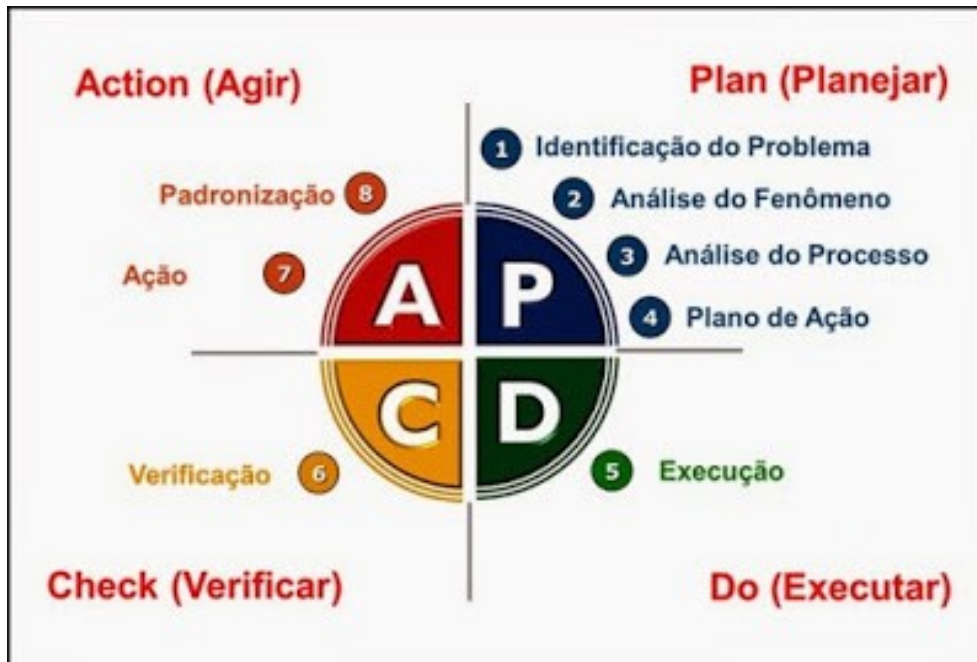 Action (Agir)
Plan (Planejar)
1 Identificação do Problema
2 Análise do Fenômeno
3 Análise do Processo
4 Plano de Ação
Padronização 8
Ação 7
A P
C D
Verificação 6
5 Execução
Check (Verificar)
Do (Executar)